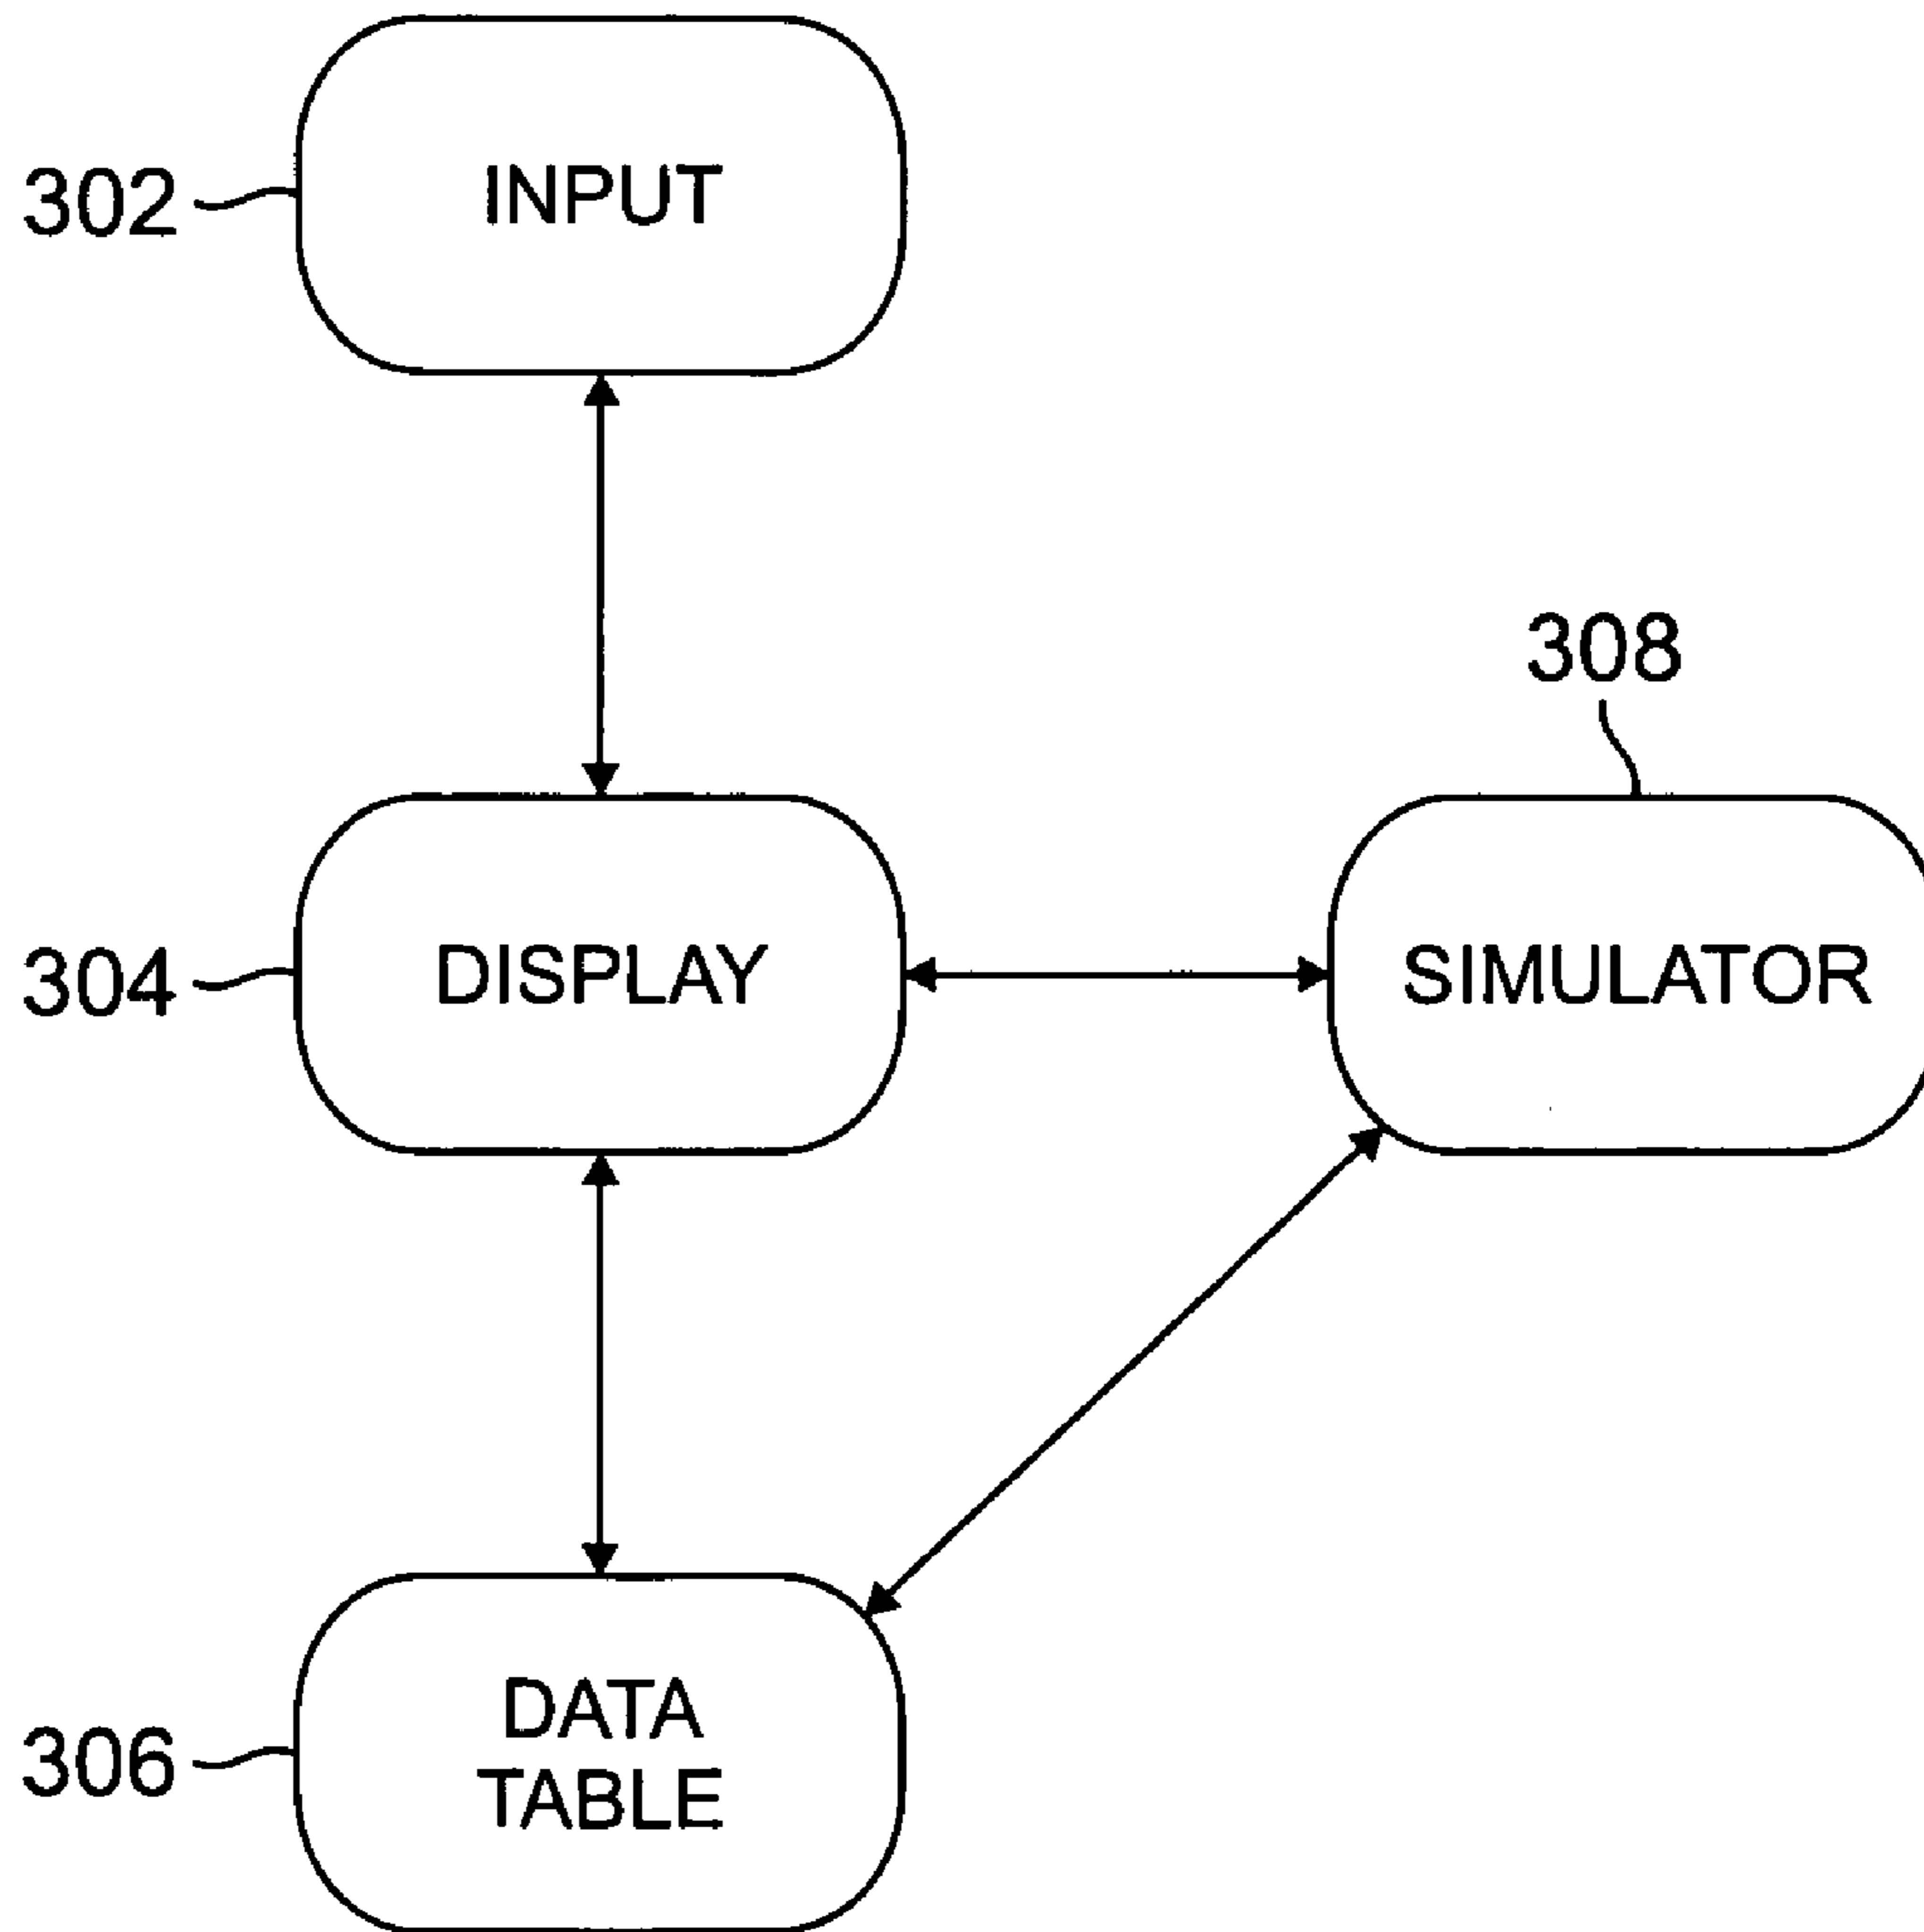 302
INPUT
308
304
DISPLAY
SIMULATOR
306
DATA
TABLE